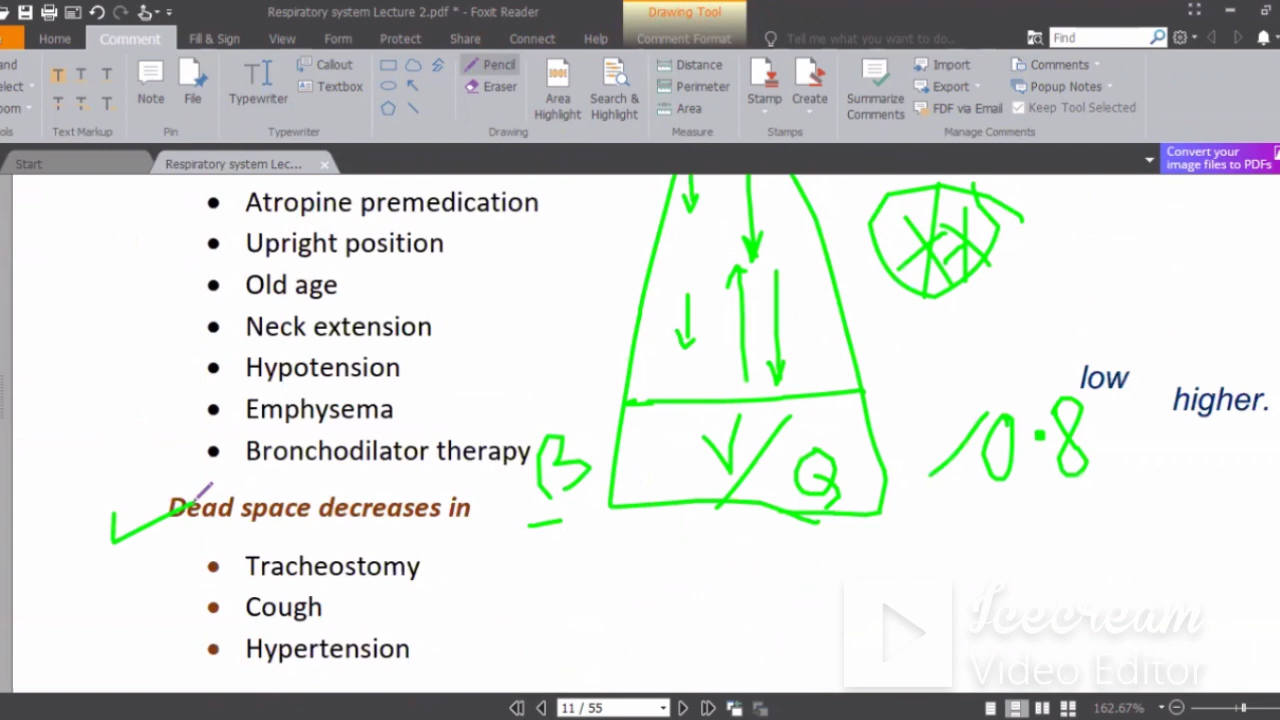 Respiratory system Lecture 2.pdf * - Foxit Reader
Drawing Tool
Home Comment Fill & Sign View Form Protect Share Connect Help Comment Format Tell me what you want to do... Find
Callout
Textbox
Note File Typewriter
Pencil
Eraser
Area Highlight Search & Highlight
Distance
Perimeter
Area
Stamp Create
Summarize Comments
Import
Export
FDF via Email
Comments
Popup Notes
Keep Tool Selected
Text Markup Pin Typewriter Drawing Measure Stamps Manage Comments
Start Respiratory system Lec...
Convert your
image files to PDFs
Atropine premedication
Upright position
Old age
Neck extension
Hypotension
Emphysema
Bronchodilator therapy
Dead space decreases in
Tracheostomy
Cough
Hypertension
low
higher.
B
V/Q
0.8
Icecream
Video Editor
11 / 55
162.67%